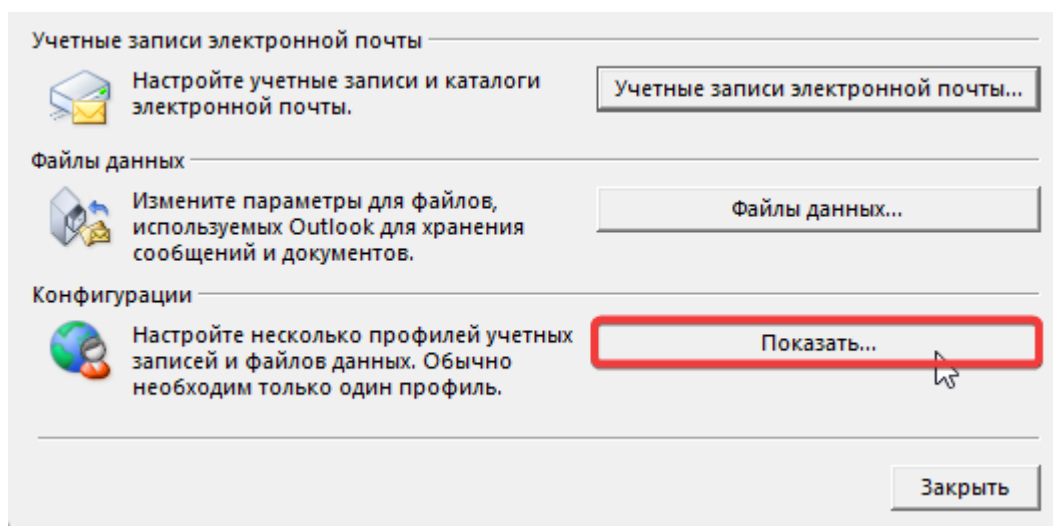 Учетные записи электронной почты
Настройте учетные записи и каталоги
электронной почты.
Учетные записи электронной почты...
Файлы данных
Измените параметры для файлов,
используемых Outlook для хранения
сообщений и документов.
Файлы данных...
Конфигурации
Настройте несколько профилей учетных
записей и файлов данных. Обычно
необходим только один профиль.
Показать...
Закрыть